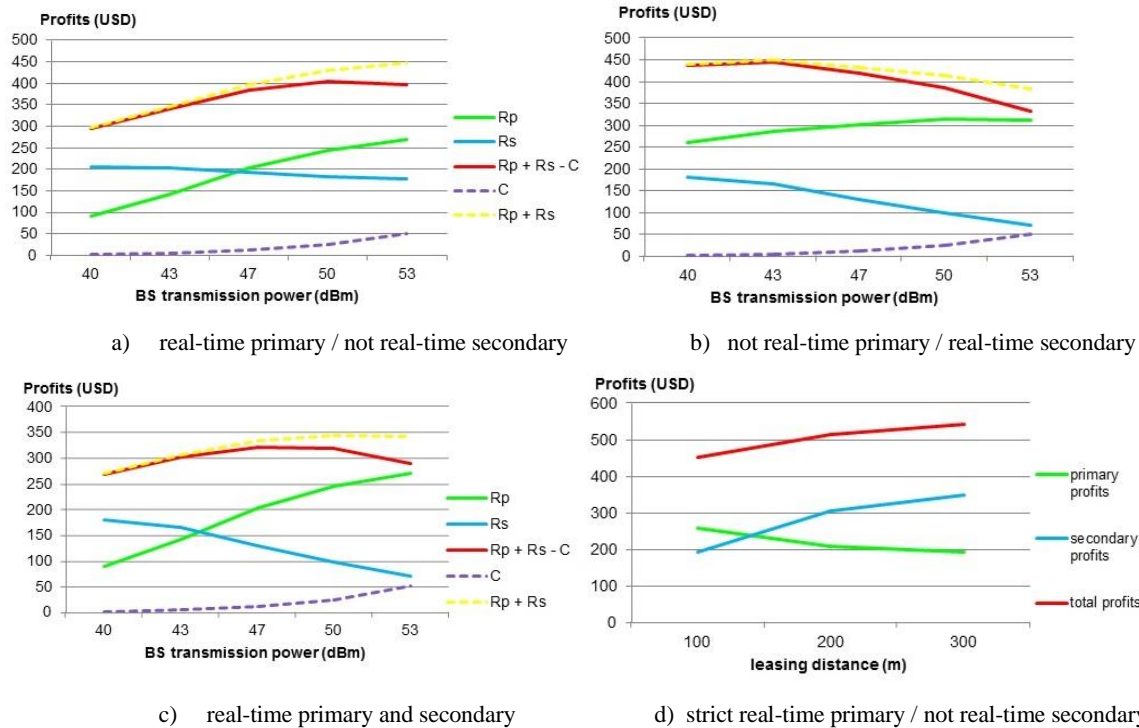 Profits (USD)
500
450
400
350
300
250
200
150
100
50
0
40 43 47 50 53
BS transmission power (dBm)
Rp
Rs
Rp + Rs - C
C
Rp + Rs
a) real-time primary / not real-time secondary
Profits (USD)
500
450
400
350
300
250
200
150
100
50
0
40 43 47 50 53
BS transmission power (dBm)
b) not real-time primary / real-time secondary
Profits (USD)
400
350
300
250
200
150
100
50
0
40 43 47 50 53
BS transmission power (dBm)
Rp
Rs
Rp + Rs - C
C
Rp + Rs
c) real-time primary and secondary
Profits (USD)
600
500
400
300
200
100
0
100 200 300
leasing distance (m)
primary
profits
secondary
profits
total profits
d) strict real-time primary / not real-time secondary